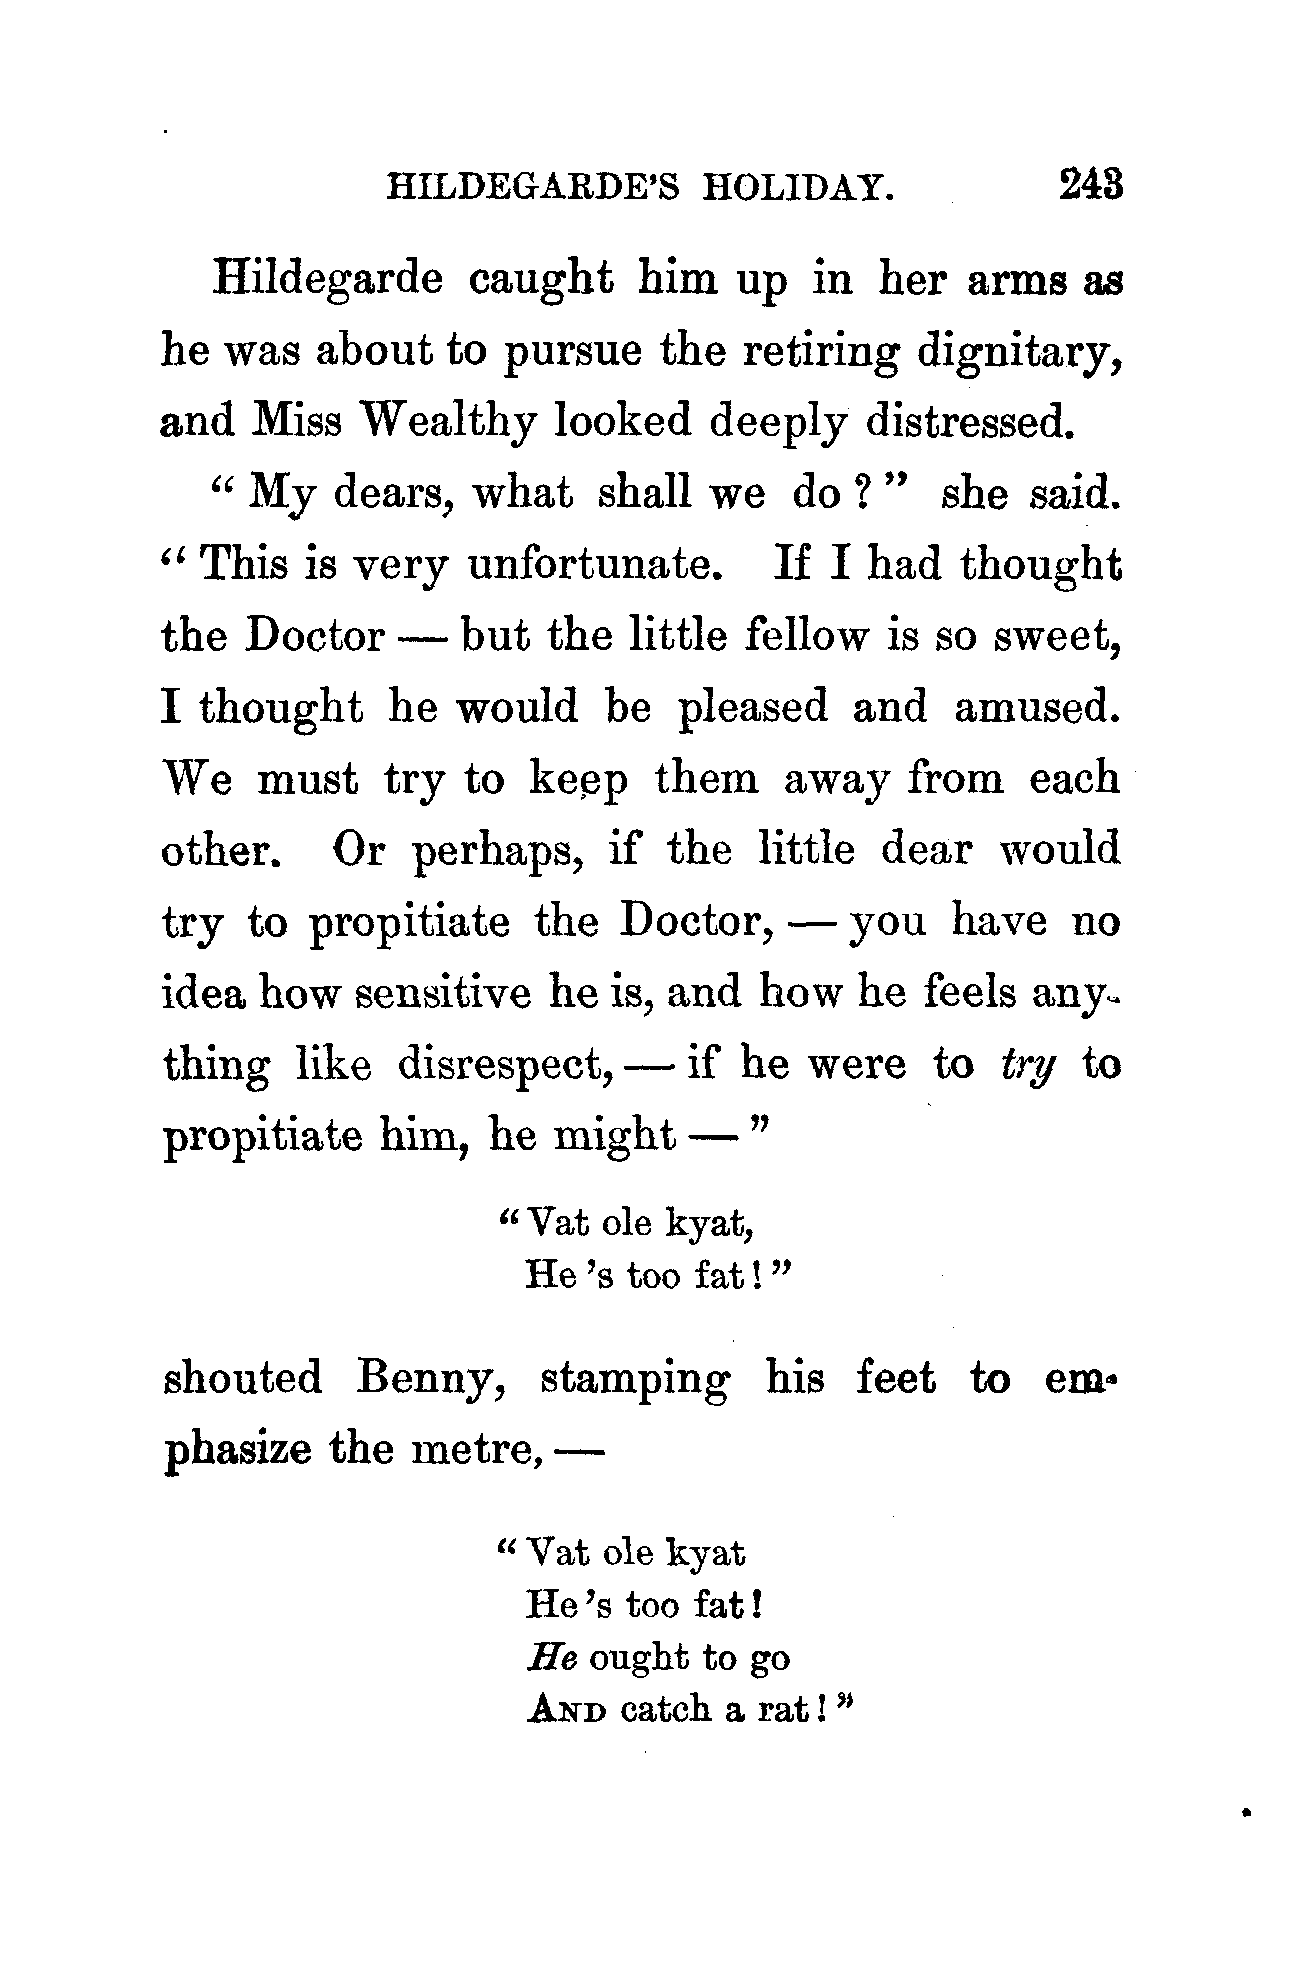 HILDEGARDE'S HOLIDAY. 243
Hildegarde caught him up in her arms as
he was about to pursue the retiring dignitary,
and Miss Wealthy looked deeply distressed.
“ My dears, what shall we do ? ” she said.
“ This is very unfortunate. If I had thought
the Doctor — but the little fellow is so sweet,
I thought he would be pleased and amused.
We must try to keep them away from each
other. Or perhaps, if the little dear would
try to propitiate the Doctor, — you have no
idea how sensitive he is, and how he feels any-
thing like disrespect, — if he were to try to
propitiate him, he might — ”
“ Vat ole kyat,
He 's too fat ! ”
shouted Benny, stamping his feet to em-
phasize the metre, —
“ Vat ole kyat
He 's too fat !
He ought to go
AND catch a rat ! ”